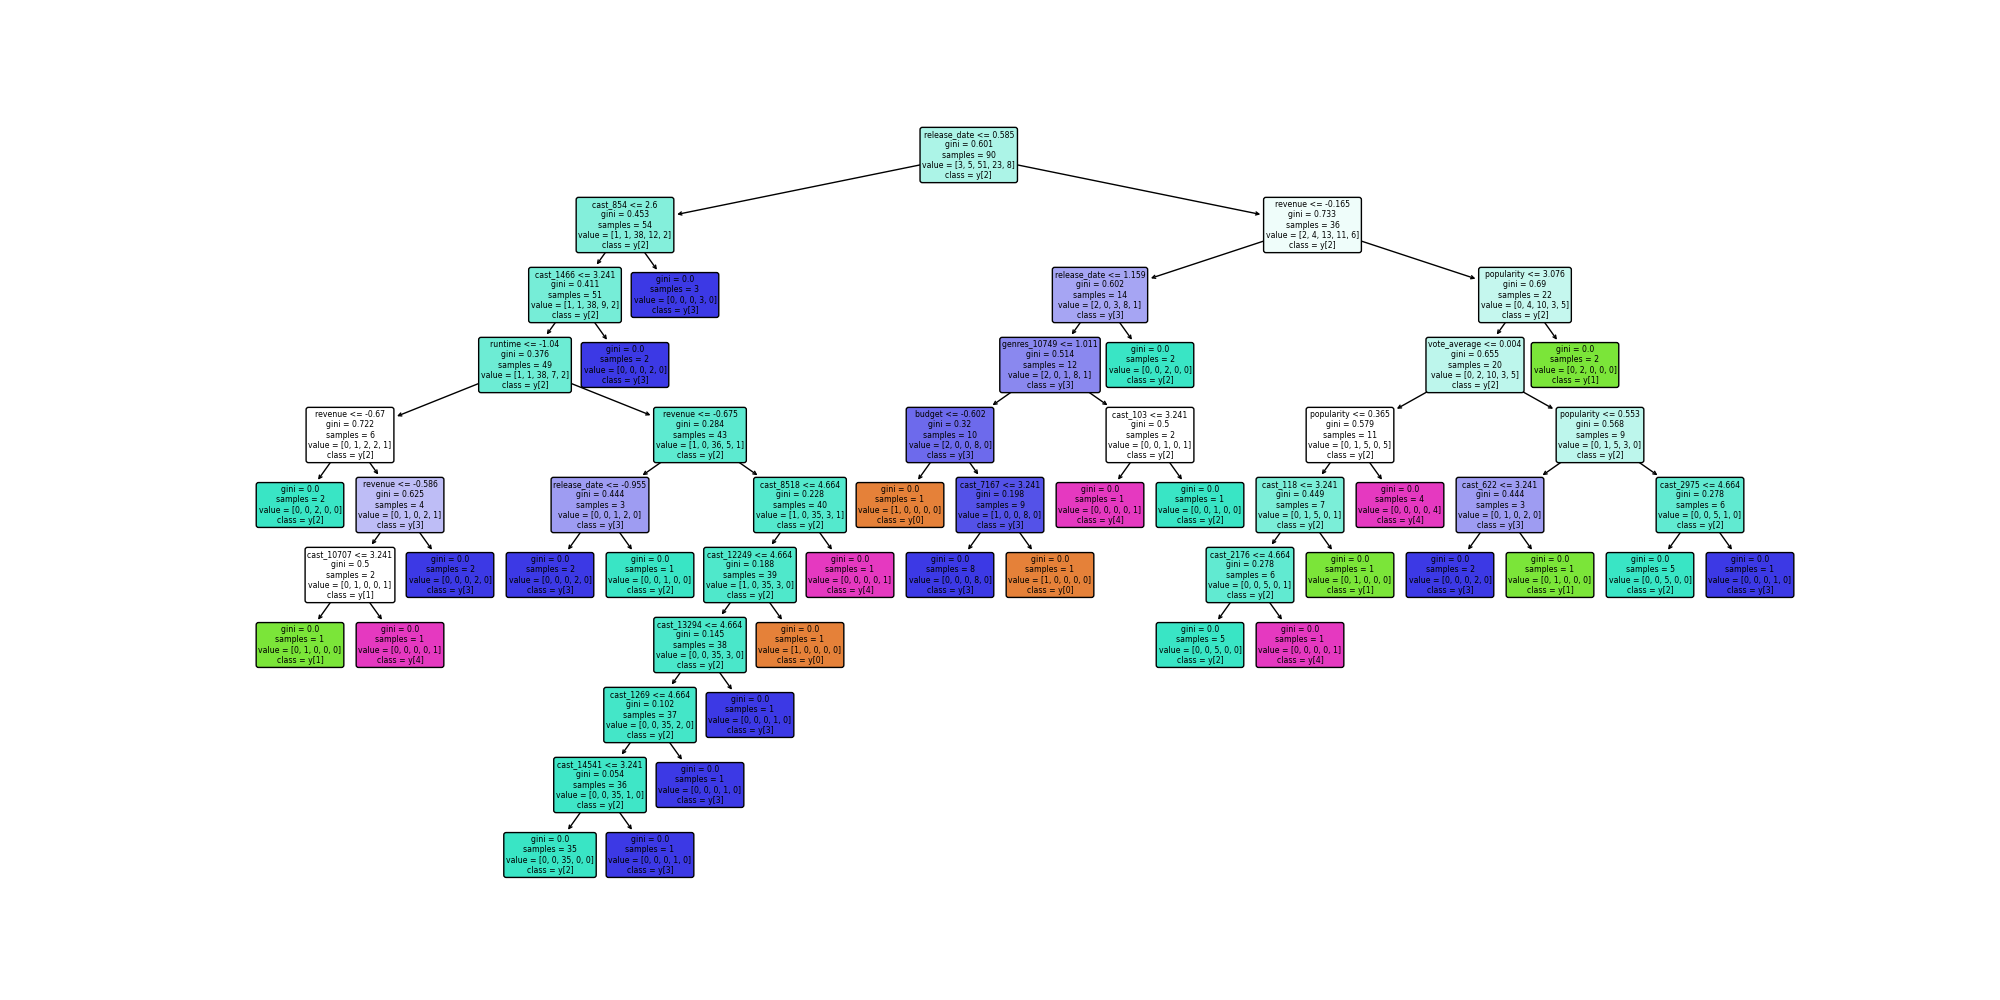 release_date <= 0.585
gini = 0.601
samples = 90
value = [3, 5, 51, 23, 8]
class = y[2]
cast_854 <= 2.6
gini = 0.453
samples = 54
value = [1, 1, 38, 12, 2]
class = y[2]
revenue <= -0.165
gini = 0.733
samples = 36
value = [2, 4, 13, 11, 6]
class = y[2]
cast_1466 <= 3.241
gini = 0.411
samples = 51
value = [1, 1, 38, 9, 2]
class = y[2]
gini = 0.0
samples = 3
value = [0, 0, 0, 3, 0]
class = y[3]
release_date <= 1.159
gini = 0.602
samples = 14
value = [2, 0, 3, 8, 1]
class = y[3]
popularity <= 3.076
gini = 0.69
samples = 22
value = [0, 4, 10, 3, 5]
class = y[2]
runtime <= -1.04
gini = 0.376
samples = 49
value = [1, 1, 38, 7, 2]
class = y[2]
gini = 0.0
samples = 2
value = [0, 0, 0, 2, 0]
class = y[3]
genres_10749 <= 1.011
gini = 0.514
samples = 12
value = [2, 0, 1, 8, 1]
class = y[3]
gini = 0.0
samples = 2
value = [0, 0, 2, 0, 0]
class = y[2]
vote_average <= 0.004
gini = 0.655
samples = 20
value = [0, 2, 10, 3, 5]
class = y[2]
gini = 0.0
samples = 2
value = [0, 2, 0, 0, 0]
class = y[1]
revenue <= -0.67
gini = 0.722
samples = 6
value = [0, 1, 2, 2, 1]
class = y[2]
revenue <= -0.675
gini = 0.284
samples = 43
value = [1, 0, 36, 5, 1]
class = y[2]
budget <= -0.602
gini = 0.32
samples = 10
value = [2, 0, 0, 8, 0]
class = y[3]
cast_103 <= 3.241
gini = 0.5
samples = 2
value = [0, 0, 1, 0, 1]
class = y[2]
popularity <= 0.365
gini = 0.579
samples = 11
value = [0, 1, 5, 0, 5]
class = y[2]
popularity <= 0.553
gini = 0.568
samples = 9
value = [0, 1, 5, 3, 0]
class = y[2]
gini = 0.0
samples = 2
value = [0, 0, 2, 0, 0]
class = y[2]
revenue <= -0.586
gini = 0.625
samples = 4
value = [0, 1, 0, 2, 1]
class = y[3]
release_date <= -0.955
gini = 0.444
samples = 3
value = [0, 0, 1, 2, 0]
class = y[3]
cast_8518 <= 4.664
gini = 0.228
samples = 40
value = [1, 0, 35, 3, 1]
class = y[2]
gini = 0.0
samples = 1
value = [1, 0, 0, 0, 0]
class = y[0]
cast_7167 <= 3.241
gini = 0.198
samples = 9
value = [1, 0, 0, 8, 0]
class = y[3]
gini = 0.0
samples = 1
value = [0, 0, 0, 0, 1]
class = y[4]
gini = 0.0
samples = 1
value = [0, 0, 1, 0, 0]
class = y[2]
cast_118 <= 3.241
gini = 0.449
samples = 7
value = [0, 1, 5, 0, 1]
class = y[2]
gini = 0.0
samples = 4
value = [0, 0, 0, 0, 4]
class = y[4]
cast_622 <= 3.241
gini = 0.444
samples = 3
value = [0, 1, 0, 2, 0]
class = y[3]
cast_2975 <= 4.664
gini = 0.278
samples = 6
value = [0, 0, 5, 1, 0]
class = y[2]
cast_10707 <= 3.241
gini = 0.5
samples = 2
value = [0, 1, 0, 0, 1]
class = y[1]
gini = 0.0
samples = 2
value = [0, 0, 0, 2, 0]
class = y[3]
gini = 0.0
samples = 2
value = [0, 0, 0, 2, 0]
class = y[3]
gini = 0.0
samples = 1
value = [0, 0, 1, 0, 0]
class = y[2]
cast_12249 <= 4.664
gini = 0.188
samples = 39
value = [1, 0, 35, 3, 0]
class = y[2]
gini = 0.0
samples = 1
value = [0, 0, 0, 0, 1]
class = y[4]
gini = 0.0
samples = 8
value = [0, 0, 0, 8, 0]
class = y[3]
gini = 0.0
samples = 1
value = [1, 0, 0, 0, 0]
class = y[0]
cast_2176 <= 4.664
gini = 0.278
samples = 6
value = [0, 0, 5, 0, 1]
class = y[2]
gini = 0.0
samples = 1
value = [0, 1, 0, 0, 0]
class = y[1]
gini = 0.0
samples = 2
value = [0, 0, 0, 2, 0]
class = y[3]
gini = 0.0
samples = 1
value = [0, 1, 0, 0, 0]
class = y[1]
gini = 0.0
samples = 5
value = [0, 0, 5, 0, 0]
class = y[2]
gini = 0.0
samples = 1
value = [0, 0, 0, 1, 0]
class = y[3]
gini = 0.0
samples = 1
value = [0, 1, 0, 0, 0]
class = y[1]
gini = 0.0
samples = 1
value = [0, 0, 0, 0, 1]
class = y[4]
cast_13294 <= 4.664
gini = 0.145
samples = 38
value = [0, 0, 35, 3, 0]
class = y[2]
gini = 0.0
samples = 1
value = [1, 0, 0, 0, 0]
class = y[0]
gini = 0.0
samples = 5
value = [0, 0, 5, 0, 0]
class = y[2]
gini = 0.0
samples = 1
value = [0, 0, 0, 0, 1]
class = y[4]
cast_1269 <= 4.664
gini = 0.102
samples = 37
value = [0, 0, 35, 2, 0]
class = y[2]
gini = 0.0
samples = 1
value = [0, 0, 0, 1, 0]
class = y[3]
cast_14541 <= 3.241
gini = 0.054
samples = 36
value = [0, 0, 35, 1, 0]
class = y[2]
gini = 0.0
samples = 1
value = [0, 0, 0, 1, 0]
class = y[3]
gini = 0.0
samples = 35
value = [0, 0, 35, 0, 0]
class = y[2]
gini = 0.0
samples = 1
value = [0, 0, 0, 1, 0]
class = y[3]